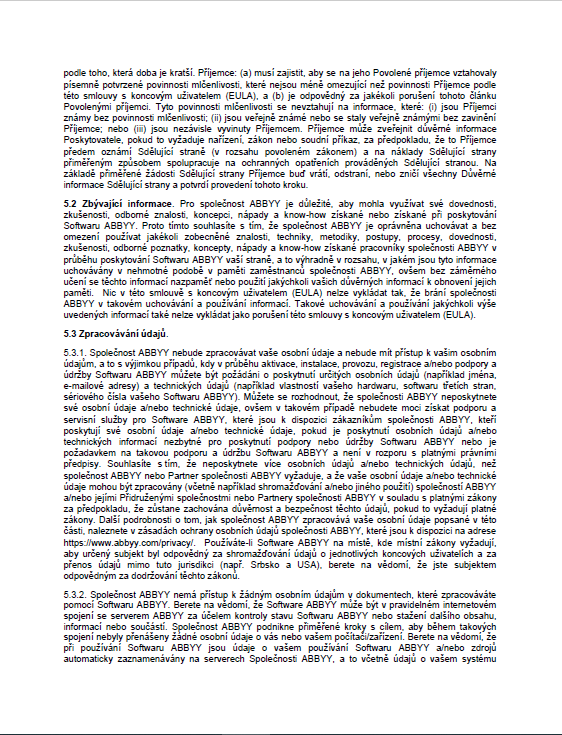 podle toho, která doba je kratší. Příjemce: (a) musí zajistit, aby se na jeho Povolené příjemce vztahovaly
písemně potvrzené povinnosti mlčenlivosti, které nejsou méně omezující než povinnosti Příjemce podle
této smlouvy s koncovým uživatelem (EULA), a (b) je odpovědný za jakékoli porušení tohoto článku
Povolenými příjemci. Tyto povinnosti mlčenlivosti se nevztahují na informace, které: (i) jsou Příjemci
známy bez povinnosti mlčenlivosti; (ii) jsou veřejně známé nebo se staly veřejně známými bez zavinění
Příjemce; nebo (iii) jsou nezávisle vyvinuty Příjemcem. Příjemce může zveřejnit důvěrné informace
Poskytovatele, pokud to vyžaduje nařízení, zákon nebo soudní příkaz, za předpokladu, že to Příjemce
předem oznámí Sdělující straně (v rozsahu povoleném zákonem) a na náklady Sdělující strany
přiměřeným způsobem spolupracuje na ochranných opatřeních prováděných Sdělující stranou. Na
základě přiměřené žádosti Sdělující strany Příjemce buď vrátí, odstraní, nebo zničí všechny Důvěrné
informace Sdělující strany a potvrdí provedení tohoto kroku.
5.2 Zbývající informace. Pro společnost ABBYY je důležité, aby mohla využívat své dovednosti,
zkušenosti, odborné znalosti, koncepci, nápady a know-how získané nebo získané při poskytování
Softwaru ABBYY. Proto tímto souhlasíte s tím, že společnost ABBYY je oprávněna uchovávat a bez
omezení používat jakékoli zobecněné znalosti, techniky, metodiky, postupy, procesy, dovednosti,
zkušenosti, odborné poznatky, koncepty, nápady a know-how získané pracovníky společnosti ABBYY v
průběhu poskytování Softwaru ABBYY vaší straně, a to výhradně v rozsahu, v jakém jsou tyto informace
uchovávány v nehmotné podobě v paměti zaměstnanců společnosti ABBYY, ovšem bez záměrného
učení se těchto informací nazpaměť nebo použití jakýchkoli vašich důvěrných informací k obnovení jejich
paměti. Nic v této smlouvě s koncovým uživatelem (EULA) nelze vykládat tak, že brání společnosti
ABBYY v takovém uchovávání a používání informací. Takové uchovávání a používání jakýchkoli výše
uvedených informací také nelze vykládat jako porušení této smlouvy s koncovým uživatelem (EULA).
5.3 Zpracovávání údajů.
5.3.1. Společnost ABBYY nebude zpracovávat vaše osobní údaje a nebude mít přístup k vašim osobním
údajům, a to s výjimkou případů, kdy v průběhu aktivace, instalace, provozu, registrace a/nebo podpory a
údržby Softwaru ABBYY můžete být požádáni o poskytnutí určitých osobních údajů (například jména,
e-mailové adresy) a technických údajů (například vlastností vašeho hardwaru, softwaru třetích stran,
sériového čísla vašeho Softwaru ABBYY). Můžete se rozhodnout, že společnosti ABBYY neposkytnete
své osobní údaje a/nebo technické údaje, ovšem v takovém případě nebudete moci získat podporu a
servisní služby pro Software ABBYY, které jsou k dispozici zákazníkům společnosti ABBYY, kteří
poskytují své osobní údaje a/nebo technické údaje, pokud je poskytnutí osobních údajů a/nebo
technických informací nezbytné pro poskytnutí podpory nebo údržby Softwaru ABBYY nebo je
požadavkem na takovou podporu a údržbu Softwaru ABBYY a není v rozporu s platnými právními
předpisy. Souhlasíte s tím, že neposkytnete více osobních údajů a/nebo technických údajů, než
společnost ABBYY nebo Partner společnosti ABBYY vyžaduje, a že vaše osobní údaje a/nebo technické
údaje mohou být zpracovány (včetně například shromažďování a/nebo jiného použití) společností ABBYY
a/nebo jejími Přidruženými společnostmi nebo Partnery společnosti ABBYY v souladu s platnými zákony
za předpokladu, že zůstane zachována důvěrnost a bezpečnost těchto údajů, pokud to vyžadují platné
zákony. Další podrobnosti o tom, jak společnost ABBYY zpracovává vaše osobní údaje popsané v této
části, naleznete v zásadách ochrany osobních údajů společnosti ABBYY, které jsou k dispozici na adrese
https://www.abbyy.com/privacy/. Používáte-li Software ABBYY na místě, kde místní zákony vyžadují,
aby určený subjekt byl odpovědný za shromažďování údajů o jednotlivých koncových uživatelích a za
přenos údajů mimo tuto jurisdikci (např. Srbsko a USA), berete na vědomí, že jste subjektem
odpovědným za dodržování těchto zákonů.
5.3.2. Společnost ABBYY nemá přístup k žádným osobním údajům v dokumentech, které zpracováváte
pomocí Softwaru ABBYY. Berete na vědomí, že Software ABBYY může být v pravidelném internetovém
spojení se serverem ABBYY za účelem kontroly stavu Softwaru ABBYY nebo stažení dalšího obsahu,
informací nebo součástí. Společnost ABBYY podnikne přiměřené kroky s cílem, aby během takových
spojení nebyly přenášeny žádné osobní údaje o vás nebo vašem počítači/zařízení. Berete na vědomí, že
při používání Softwaru ABBYY jsou údaje o vašem používání Softwaru ABBYY a/nebo zdrojů
automaticky zaznamenávány na serverech Společnosti ABBYY, a to včetně údajů o vašem systému